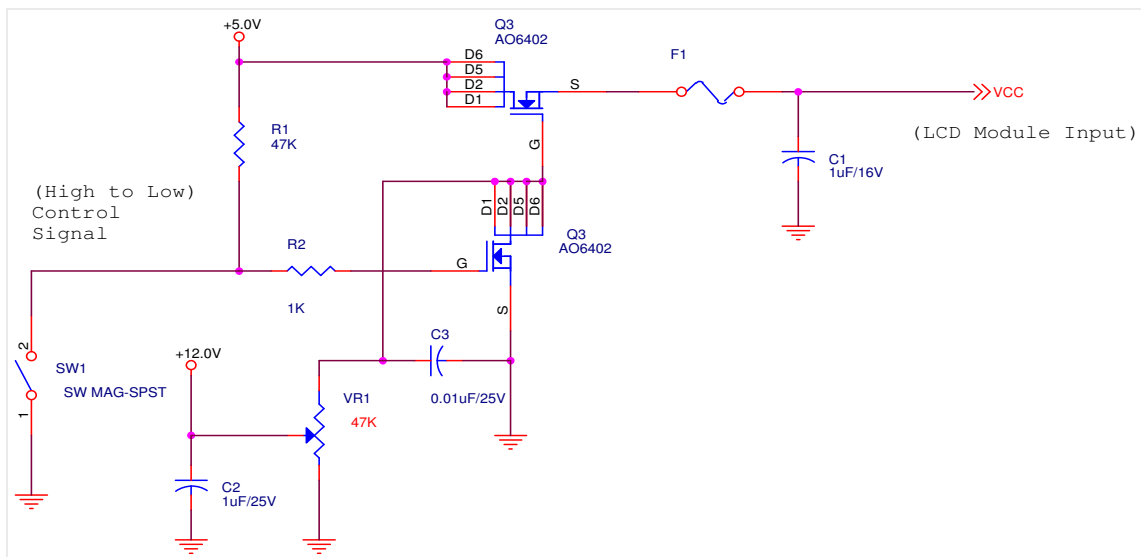 +5.0V
Q3
AO6402
D6
D5
D2
D1
S
G
F1
VCC
(LCD Module Input)
C1
1uF/16V
R1
47K
(High to Low)
Control
Signal
D1
D2
D5
D6
Q3
AO6402
R2
1K
G
S
C3
0.01uF/25V
2
SW1
SW MAG-SPST
1
+12.0V
VR1
47K
C2
1uF/25V